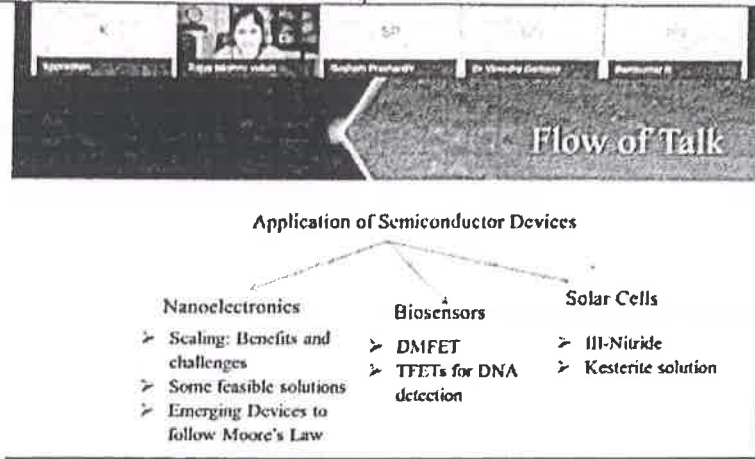 K
SP
Flow of Talk
Application of Semiconductor Devices
Nanoelectronics
➢ Scaling: Benefits and
challenges
➢ Some feasible solutions
➢ Emerging Devices to
follow Moore's Law
Biosensors
➢ DMFET
➢ TFETs for DNA
detection
Solar Cells
➢ III-Nitride
➢ Kesterite solution